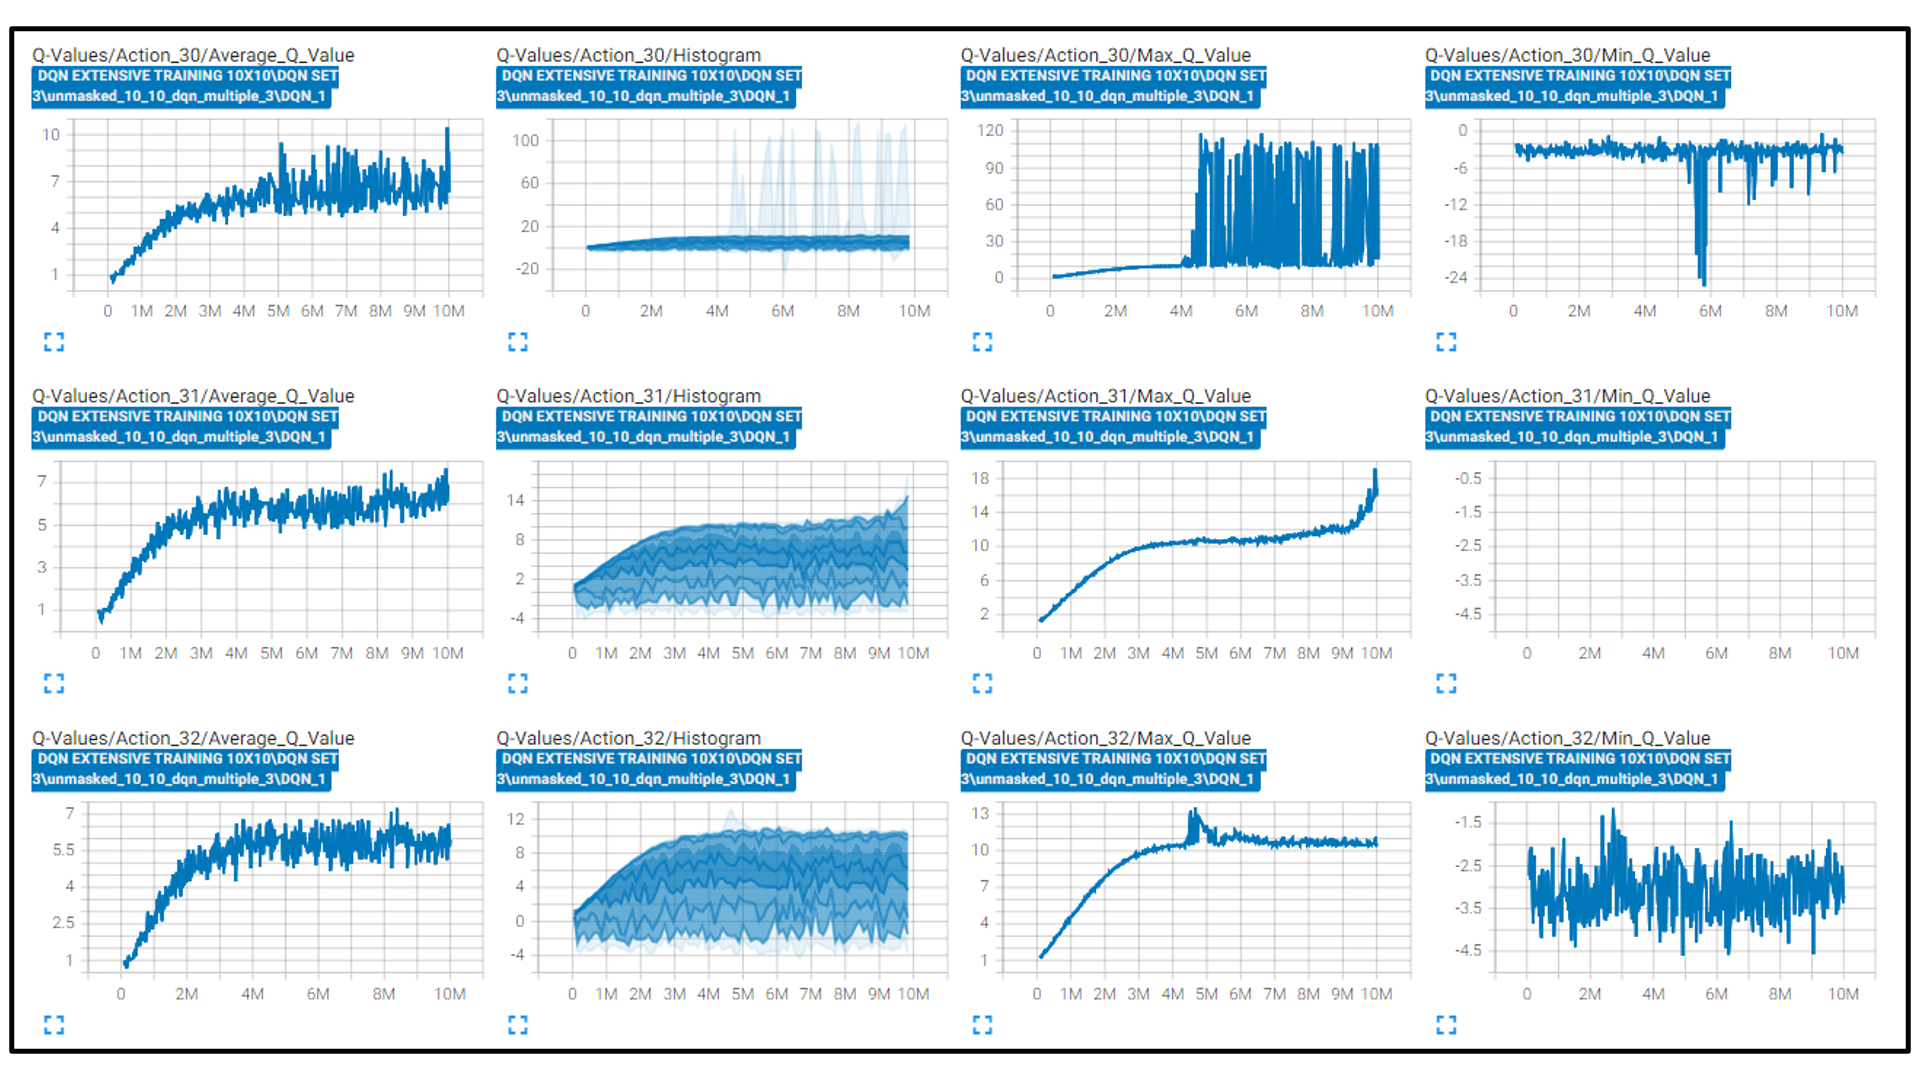 Q-Values/Action_30/Average_Q_Value
DQN EXTENSIVE TRAINING 10X10\DQN SET
3\unmasked_10_10_dqn_multiple_3\DQN_1
10
7
4
1
0 1M 2M 3M 4M 5M 6M 7M 8M 9M 10M
Q-Values/Action_30/Histogram
DQN EXTENSIVE TRAINING 10X10\DQN SET
3\unmasked_10_10_dqn_multiple_3\DQN_1
100
60
20
-20
0 2M 4M 6M 8M 10M
Q-Values/Action_30/Max_Q_Value
DQN EXTENSIVE TRAINING 10X10\DQN SET
3\unmasked_10_10_dqn_multiple_3\DQN_1
120
90
60
30
0
0 2M 4M 6M 8M 10M
Q-Values/Action_30/Min_Q_Value
DQN EXTENSIVE TRAINING 10X10\DQN SET
3\unmasked_10_10_dqn_multiple_3\DQN_1
0
-6
-12
-18
-24
0 2M 4M 6M 8M 10M
Q-Values/Action_31/Average_Q_Value
DQN EXTENSIVE TRAINING 10X10\DQN SET
3\unmasked_10_10_dqn_multiple_3\DQN_1
7
5
3
1
0 1M 2M 3M 4M 5M 6M 7M 8M 9M 10M
Q-Values/Action_31/Histogram
DQN EXTENSIVE TRAINING 10X10\DQN SET
3\unmasked_10_10_dqn_multiple_3\DQN_1
14
8
2
-4
0 1M 2M 3M 4M 5M 6M 7M 8M 9M 10M
Q-Values/Action_31/Max_Q_Value
DQN EXTENSIVE TRAINING 10X10\DQN SET
3\unmasked_10_10_dqn_multiple_3\DQN_1
18
14
10
6
2
0 1M 2M 3M 4M 5M 6M 7M 8M 9M 10M
Q-Values/Action_31/Min_Q_Value
DQN EXTENSIVE TRAINING 10X10\DQN SET
3\unmasked_10_10_dqn_multiple_3\DQN_1
-0.5
-1.5
-2.5
-3.5
-4.5
0 2M 4M 6M 8M 10M
Q-Values/Action_32/Average_Q_Value
DQN EXTENSIVE TRAINING 10X10\DQN SET
3\unmasked_10_10_dqn_multiple_3\DQN_1
7
5.5
4
2.5
1
0 2M 4M 6M 8M 10M
Q-Values/Action_32/Histogram
DQN EXTENSIVE TRAINING 10X10\DQN SET
3\unmasked_10_10_dqn_multiple_3\DQN_1
12
8
4
0
-4
0 1M 2M 3M 4M 5M 6M 7M 8M 9M 10M
Q-Values/Action_32/Max_Q_Value
DQN EXTENSIVE TRAINING 10X10\DQN SET
3\unmasked_10_10_dqn_multiple_3\DQN_1
13
10
7
4
1
0 1M 2M 3M 4M 5M 6M 7M 8M 9M 10M
Q-Values/Action_32/Min_Q_Value
DQN EXTENSIVE TRAINING 10X10\DQN SET
3\unmasked_10_10_dqn_multiple_3\DQN_1
-1.5
-2.5
-3.5
-4.5
0 2M 4M 6M 8M 10M